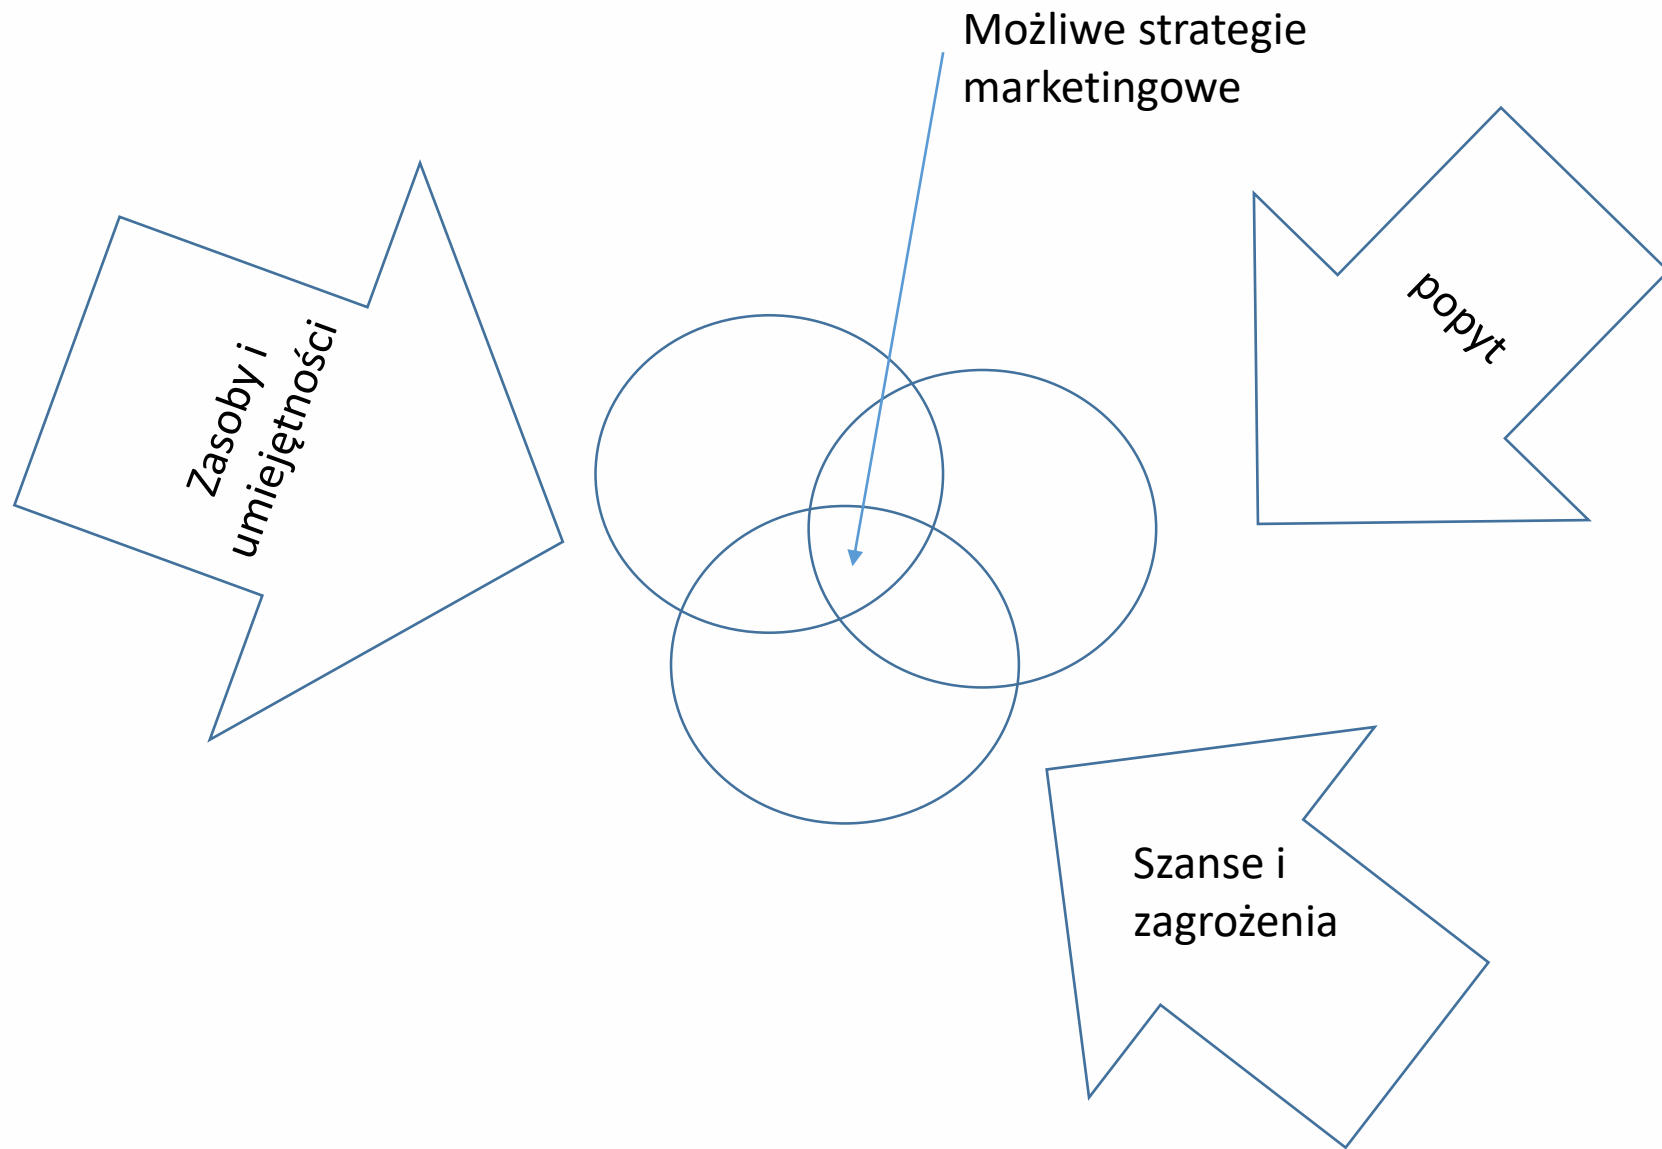 Możliwe strategie
marketingowe
Zasoby i
umiejętności
popyt
Szanse i
zagrożenia